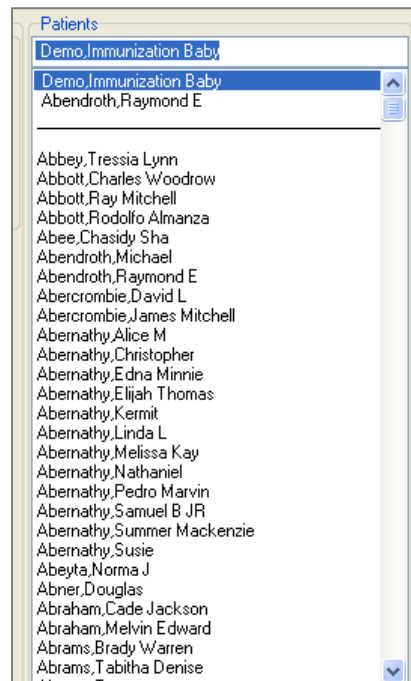 Patients
Demo,Immunization Baby
Demo,Immunization Baby
Abendroth,Raymond E
Abbey,Tressia Lynn
Abbott,Charles Woodrow
Abbott,Ray Mitchell
Abbott,Rodolfo Almanza
Abee,Chasidy Sha
Abendroth,Michael
Abendroth,Raymond E
Abercrombie,David L
Abercrombie,James Mitchell
Abernathy,Alice M
Abernathy,Christopher
Abernathy,Edna Minnie
Abernathy,Elijah Thomas
Abernathy,Kermit
Abernathy,Linda L
Abernathy,Melissa Kay
Abernathy,Nathaniel
Abernathy,Pedro Marvin
Abernathy,Samuel B JR
Abernathy,Summer Mackenzie
Abernathy,Susie
Abeyta,Norma J
Abner,Douglas
Abraham,Cade Jackson
Abraham,Melvin Edward
Abrams,Brady Warren
Abrams,Tabitha Denise